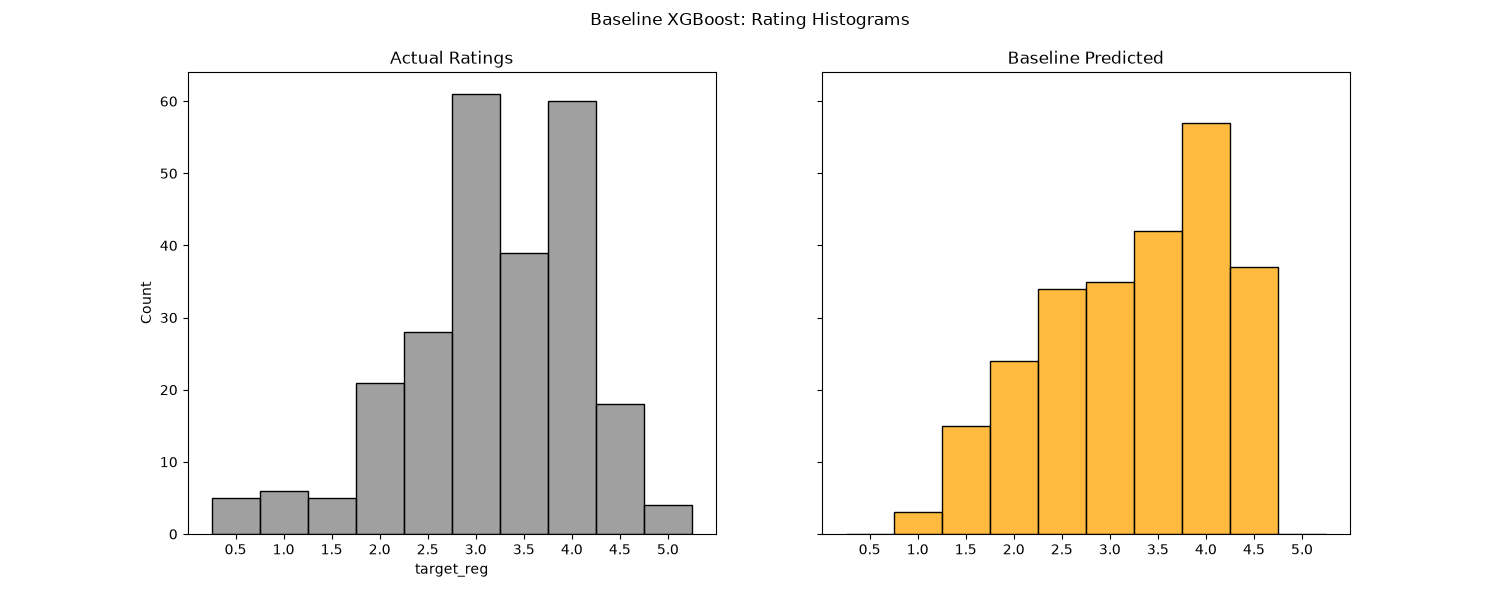 Baseline XGBoost: Rating Histograms
Actual Ratings
Baseline Predicted
60
50
40
30
20
10
0
Count
0.5 1.0 1.5 2.0 2.5 3.0 3.5 4.0 4.5 5.0
target_reg
0.5 1.0 1.5 2.0 2.5 3.0 3.5 4.0 4.5 5.0